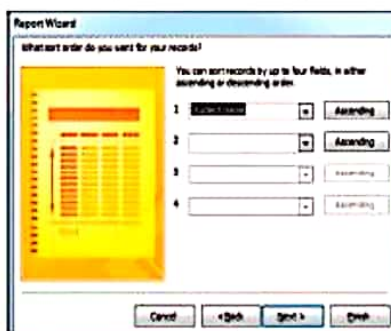 Report Wizard
What sort order do you want for your records?
You can sort records by up to four fields, in either
ascending or descending order.
1 Ascending
2 Ascending
3 Ascending
4 Ascending
Cancel < Back Next > Finish